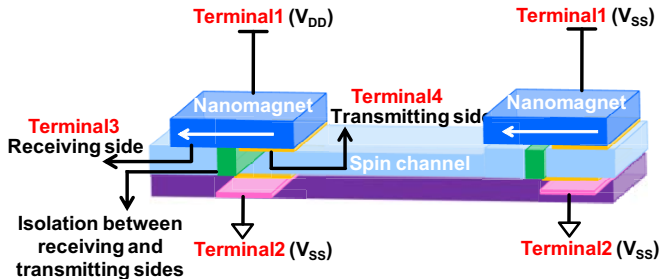 Terminal1 (VDD)
Terminal1 (VSS)
Nanomagnet
Terminal4
Transmitting side
Nanomagnet
Terminal3
Receiving side
Spin channel
Isolation between
receiving and
transmitting sides
Terminal2 (VSS)
Terminal2 (VSS)